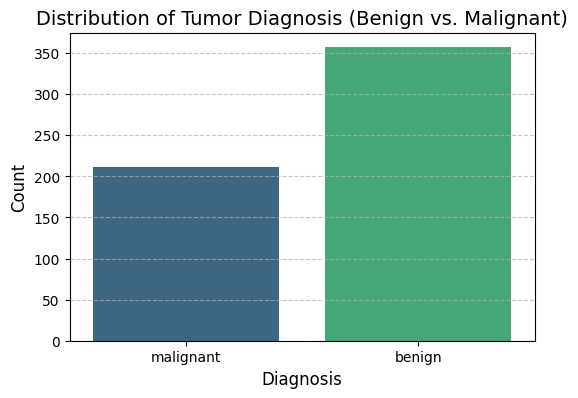 Distribution of Tumor Diagnosis (Benign vs. Malignant)
350
300
250
200
150
100
50
0
Count
malignant benign
Diagnosis